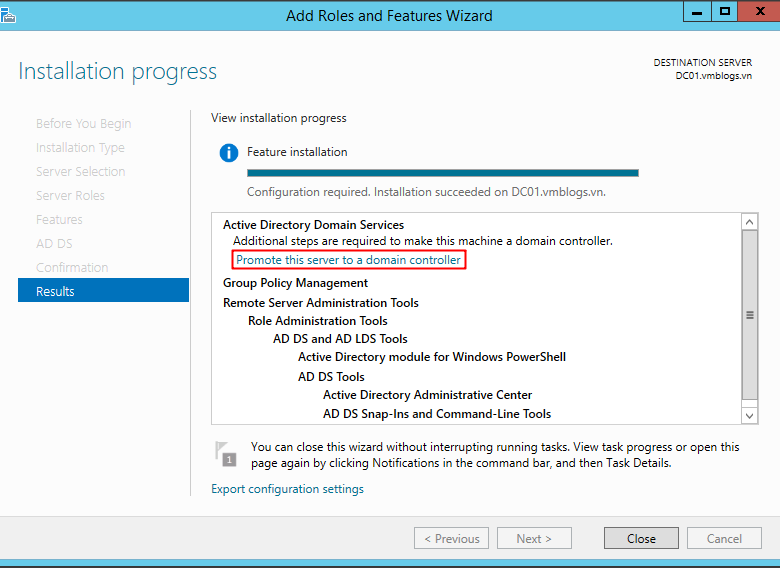 Add Roles and Features Wizard
Installation progress
DESTINATION SERVER
DC01.vmblogs.vn
Before You Begin
Installation Type
Server Selection
Server Roles
Features
AD DS
Confirmation
Results
View installation progress
Feature installation
Configuration required. Installation succeeded on DC01.vmblogs.vn.
Active Directory Domain Services
Additional steps are required to make this machine a domain controller.
Promote this server to a domain controller
Group Policy Management
Remote Server Administration Tools
Role Administration Tools
AD DS and AD LDS Tools
Active Directory module for Windows PowerShell
AD DS Tools
Active Directory Administrative Center
AD DS Snap-Ins and Command-Line Tools
1
You can close this wizard without interrupting running tasks. View task progress or open this
page again by clicking Notifications in the command bar, and then Task Details.
Export configuration settings
< Previous
Next >
Close
Cancel